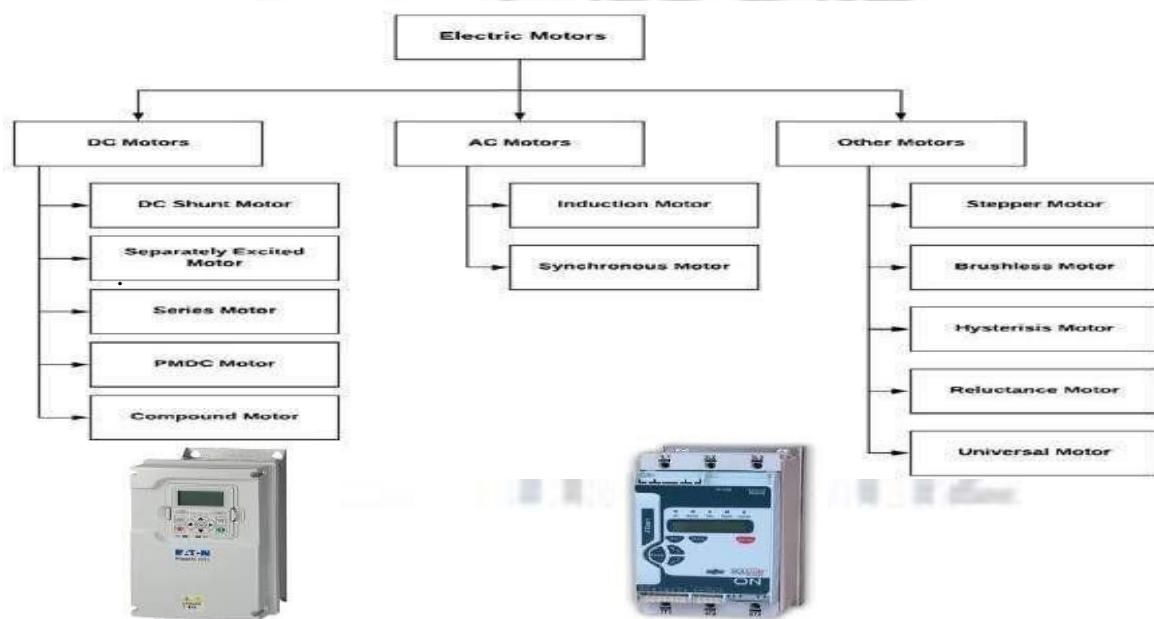 Electric Motors
DC Motors
AC Motors
Other Motors
DC Shunt Motor
Separately Excited
Motor
Series Motor
PMDC Motor
Compound Motor
Induction Motor
Synchronous Motor
Stepper Motor
Brushless Motor
Hysterisis Motor
Reluctance Motor
Universal Motor
EATON